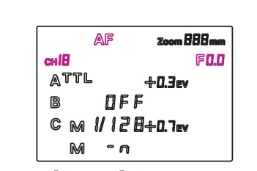 AF Zoom 888mm
CH18 F0.0
A TTL +0.3EV
B OFF
C M 1/128+0.7EV
M - n